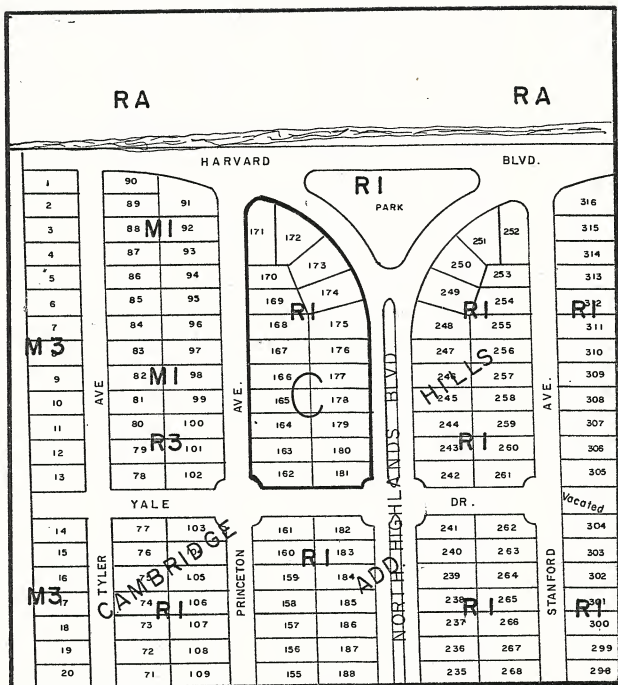 RA RA
HARVARD BLVD.
1 90 R1
PARK
2 89 91 316
3 88 M1 92 171 172 251 252 315
4 87 93 173 250 314
5 86 94 170 174 253 313
6 85 95 169 R1 249 R1 254 R1 312
7 84 96 168 175 248 255 311
M3 83 97 167 176 247 256 310
9 82 M1 98 166 177 246 257 309
10 81 99 165 C 178 245 258 308
11 80 100 164 179 244 259 307
12 79 R3 101 163 180 243 R1 260 306
13 78 102 162 181 242 261 305
AVE AVE. NORTH HIGHLANDS BLVD HILLS AVE.
YALE DR. Vacated
14 77 103 161 182 241 262 304
15 76 160 R1 183 240 263 303
16 75 105 159 184 239 264 302
M3 17 74 R1 106 158 185 238 R1 265 R1 301
18 73 107 157 186 237 266 300
19 72 108 156 187 236 267 299
20 71 109 155 188 235 268 298
TYLER CAMBRIDGE PRINCETON ADD STANFORD